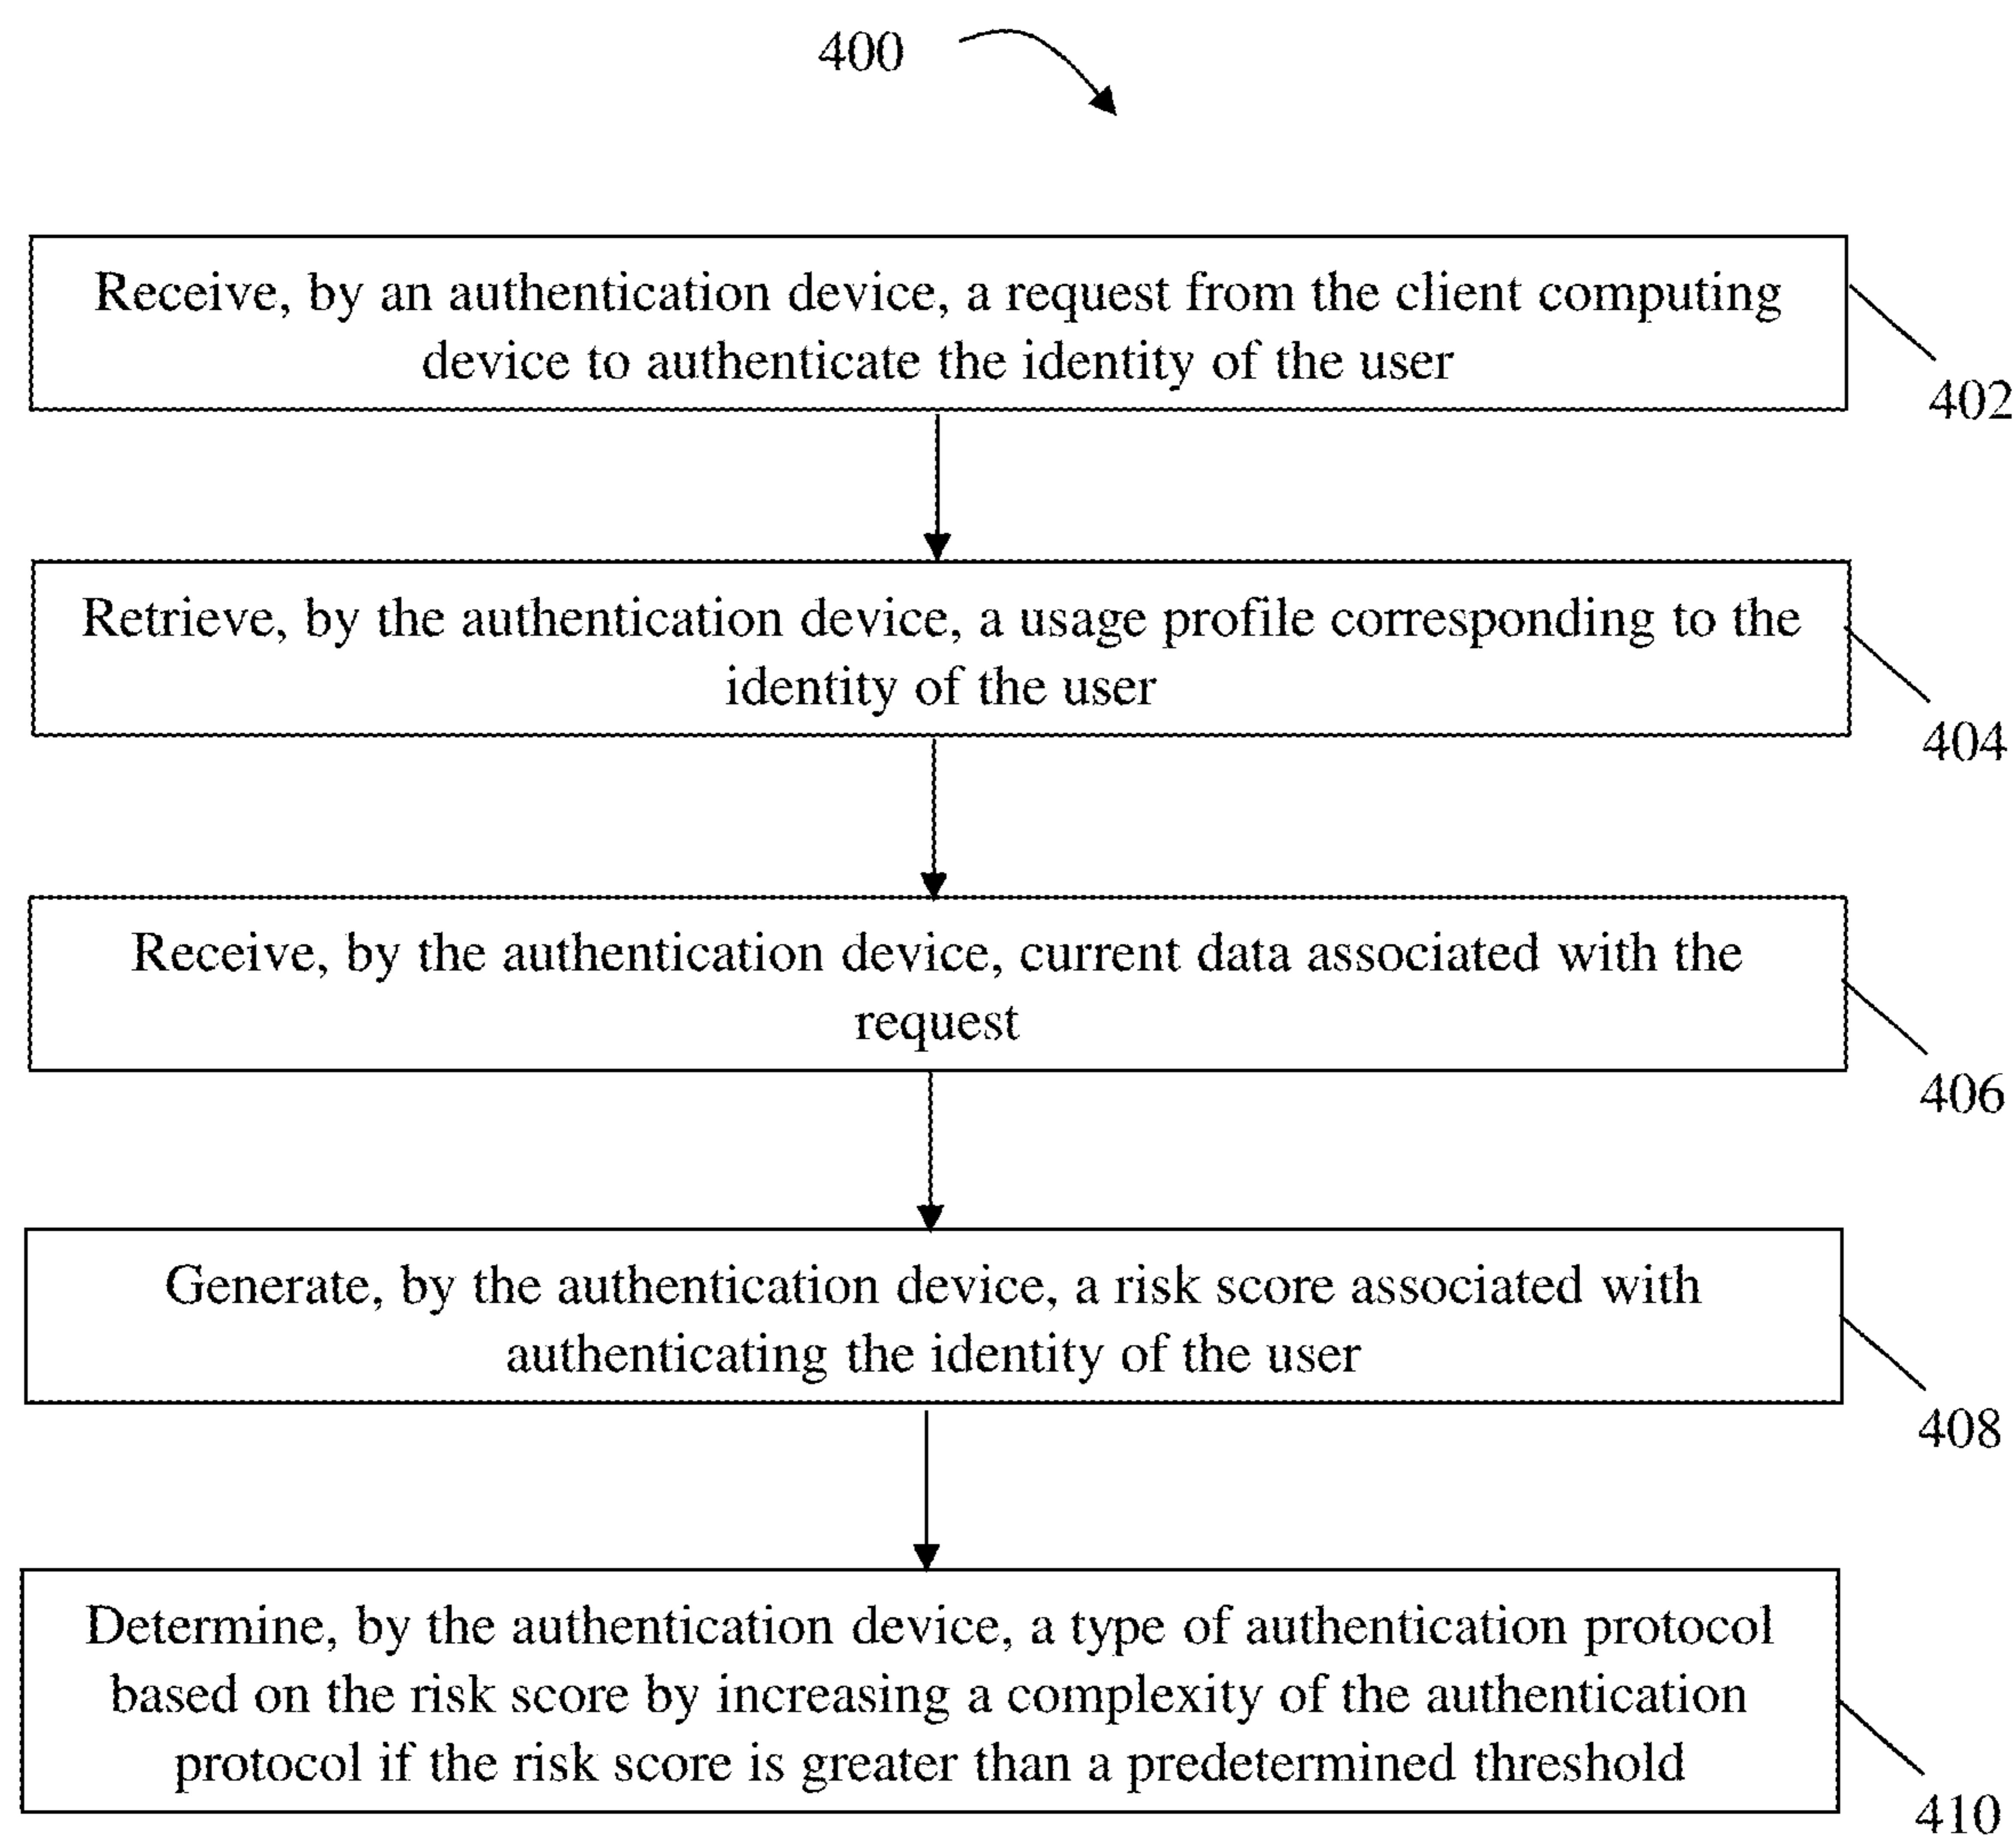 400
Receive, by an authentication device, a request from the client computing
device to authenticate the identity of the user
402
Retrieve, by the authentication device, a usage profile corresponding to the
identity of the user
404
Receive, by the authentication device, current data associated with the
request
406
Generate, by the authentication device, a risk score associated with
authenticating the identity of the user
408
Determine, by the authentication device, a type of authentication protocol
based on the risk score by increasing a complexity of the authentication
protocol if the risk score is greater than a predetermined threshold
410